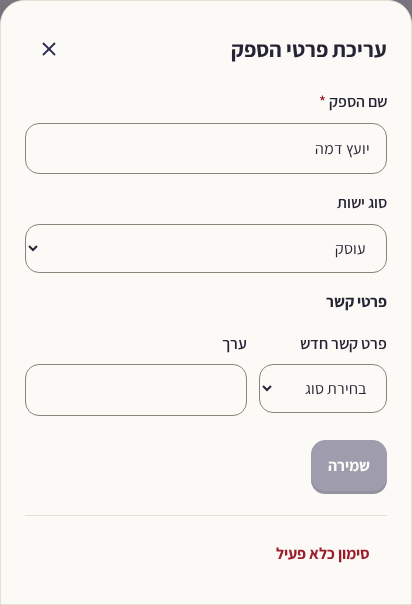 עריכת פרטי הספק
שם הספק *
יועץ דמה
סוג ישות
עוסק
פרטי קשר
פרט קשר חדש
ערך
בחירת סוג
שמירה
סימון כלא פעיל